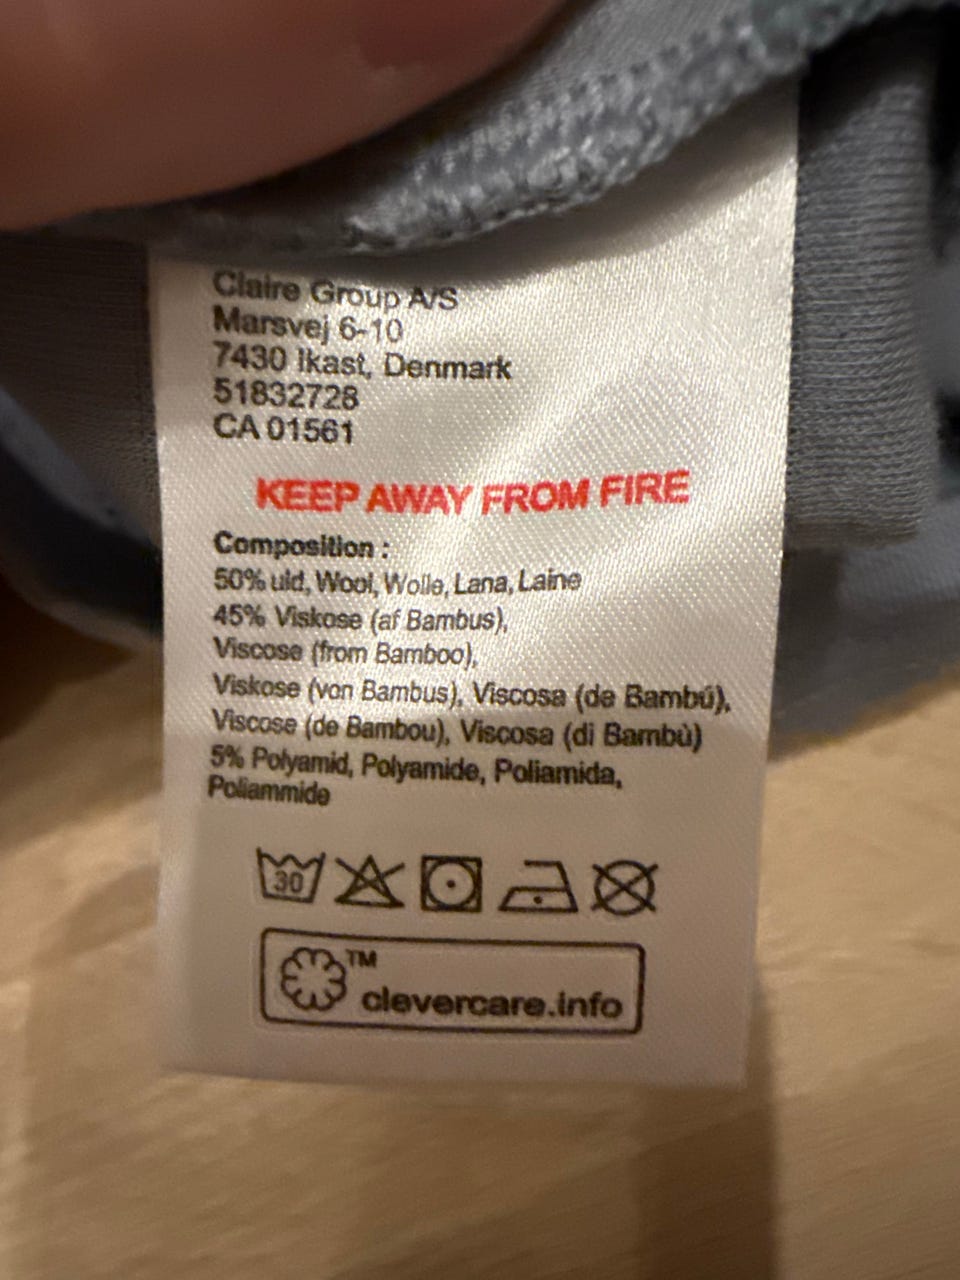 Claire Group A/S
Marsvej 6-10
7430 Ikast, Denmark
51832728
CA 01561
KEEP AWAY FROM FIRE
Composition :
50% uld, Wool, Wolle, Lana, Laine
45% Viskose (af Bambus),
Viscose (from Bamboo),
Viskose (von Bambus), Viscosa (de Bambú),
Viscose (de Bambou), Viscosa (di Bambù)
5% Polyamid, Polyamide, Poliamida,
Poliammide
30
TM
clevercare.info